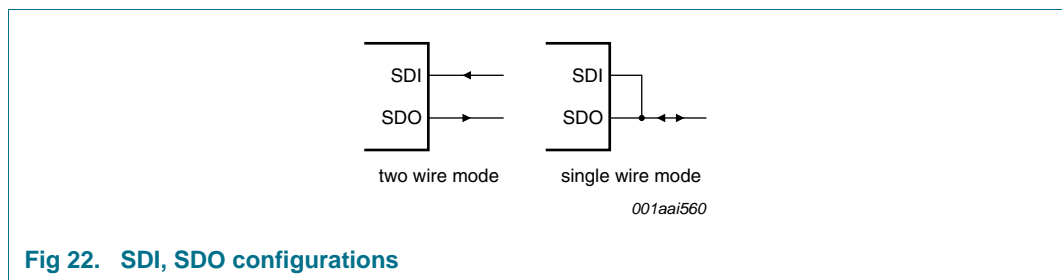 SDI
SDO
two wire mode
SDI
SDO
single wire mode
001aai560
Fig 22. SDI, SDO configurations